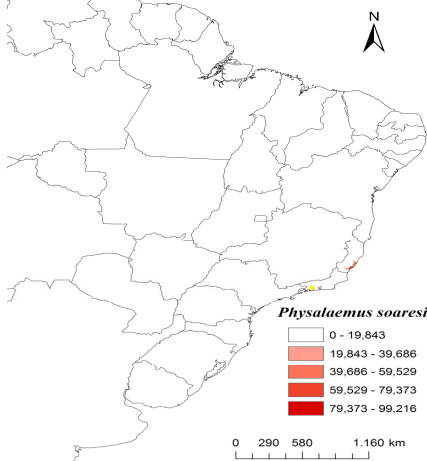 N
Physalaemus soaresi
0 - 19,843
19,843 - 39,686
39,686 - 59,529
59,529 - 79,373
79,373 - 99,216
0 290 580 1.160 km